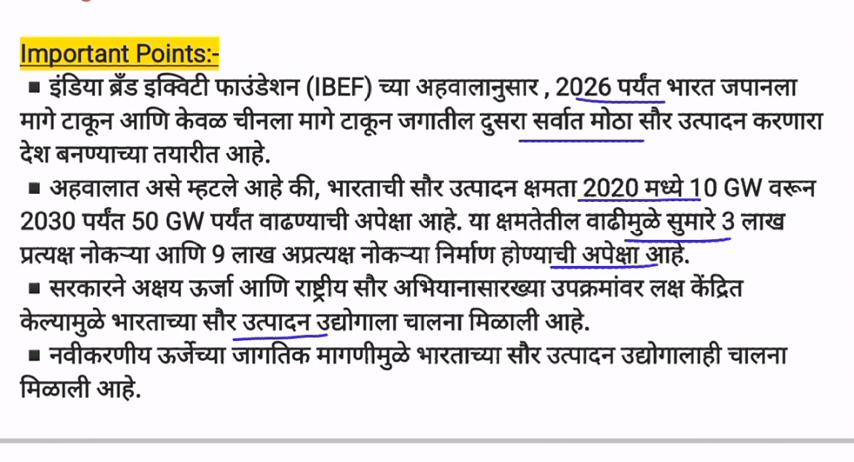 Important Points:-
▪ इंडिया ब्रँड इक्विटी फाउंडेशन (IBEF) च्या अहवालानुसार , 2026 पर्यंत भारत जपानला
मागे टाकून आणि केवळ चीनला मागे टाकून जगातील दुसरा सर्वात मोठा सौर उत्पादन करणारा
देश बनण्याच्या तयारीत आहे.
▪ अहवालात असे म्हटले आहे की, भारताची सौर उत्पादन क्षमता 2020 मध्ये 10 GW वरून
2030 पर्यंत 50 GW पर्यंत वाढण्याची अपेक्षा आहे. या क्षमतेतील वाढीमुळे सुमारे 3 लाख
प्रत्यक्ष नोकऱ्या आणि 9 लाख अप्रत्यक्ष नोकऱ्या निर्माण होण्याची अपेक्षा आहे.
▪ सरकारने अक्षय ऊर्जा आणि राष्ट्रीय सौर अभियानासारख्या उपक्रमांवर लक्ष केंद्रित
केल्यामुळे भारताच्या सौर उत्पादन उद्योगाला चालना मिळाली आहे.
▪ नवीकरणीय ऊर्जेच्या जागतिक मागणीमुळे भारताच्या सौर उत्पादन उद्योगालाही चालना
मिळाली आहे.